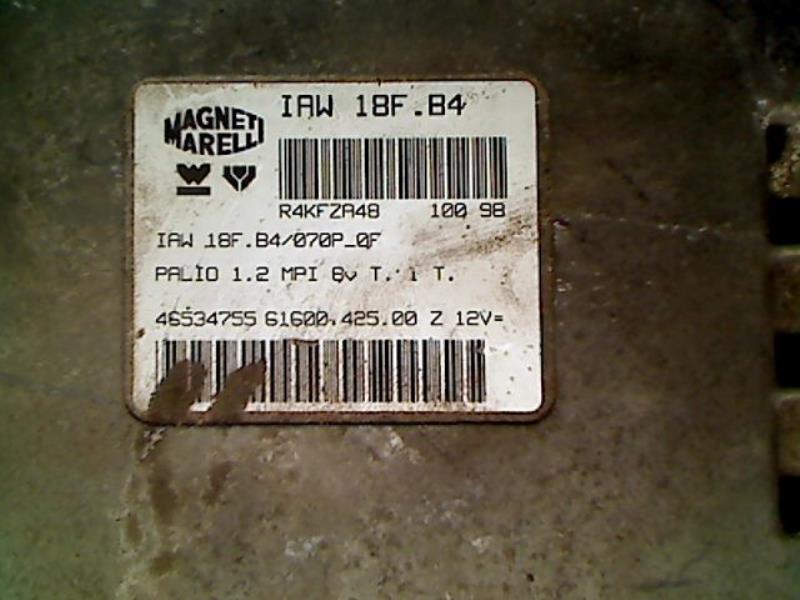 MAGNETI
MARELLI
IAW 18F.B4
R4KFZA48 100 98
IAW 18F.B4/070P_0F
PALIO 1.2 MPI 8v T. T.
46534755 61600.425.00 Z 12V=